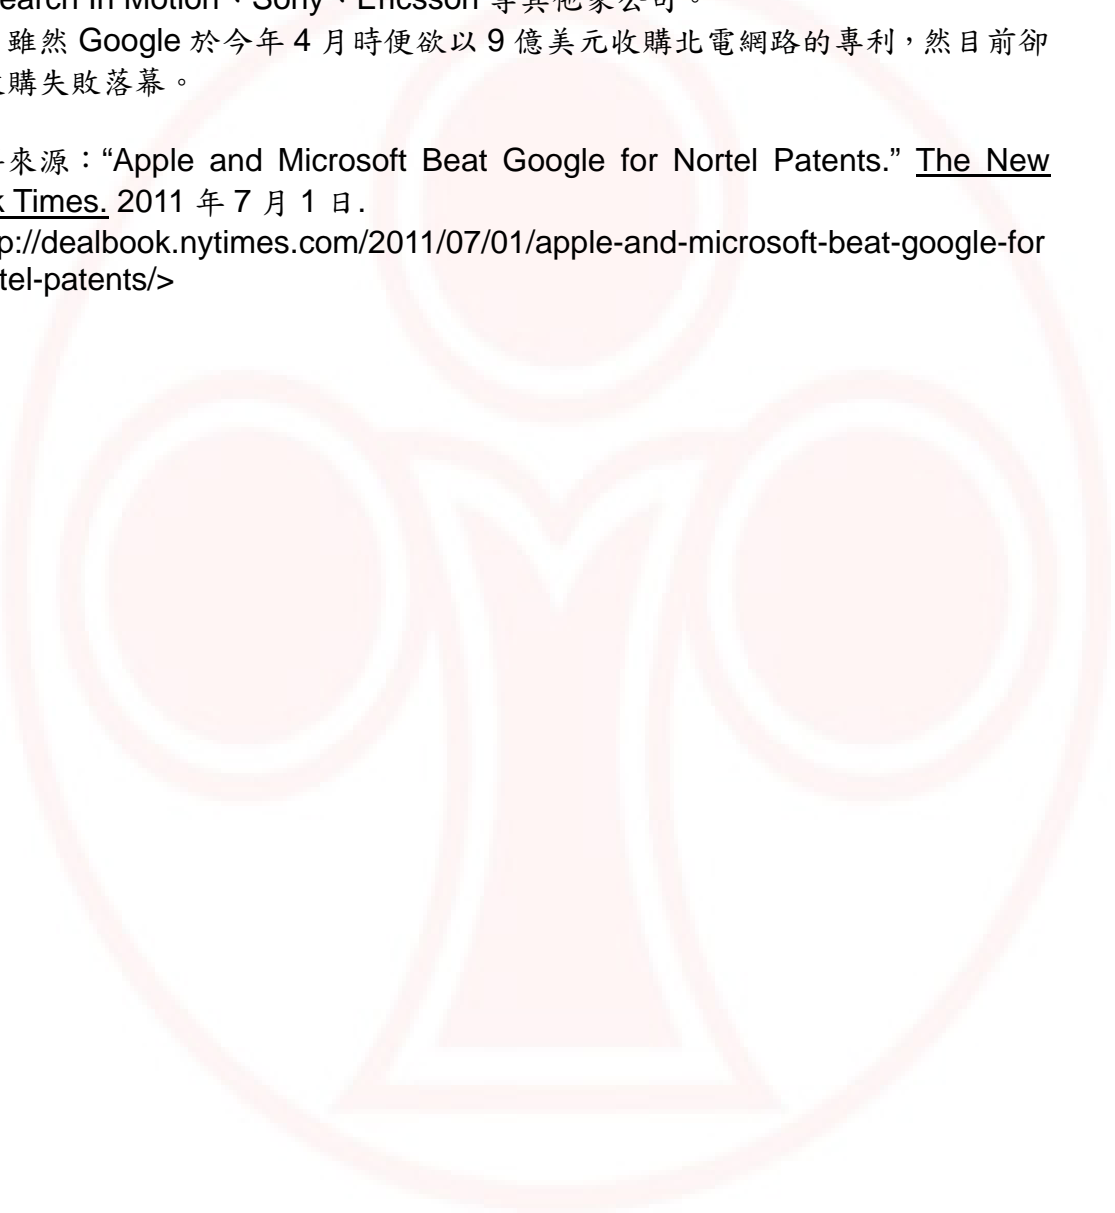 earch In Motion、Sony、Ericsson 等其他家公司。
雖然 Google 於今年 4 月時便欲以 9 億美元收購北電網路的專利，然目前卻
購失敗落幕。
來源：“Apple and Microsoft Beat Google for Nortel Patents.” The New
Times. 2011 年 7 月 1 日.
p://dealbook.nytimes.com/2011/07/01/apple-and-microsoft-beat-google-for
tel-patents/>